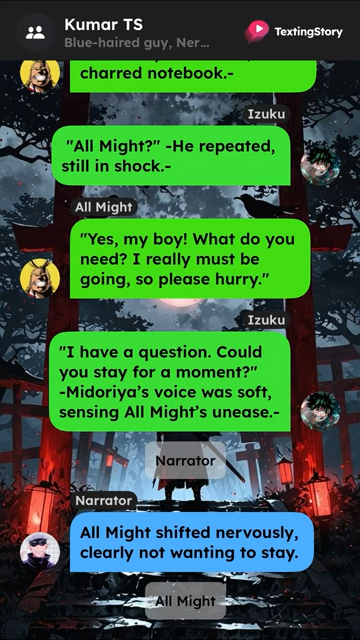 Kumar TS
Blue-haired guy, Ner...
TextingStory
charred notebook.-
Izuku
"All Might?" -He repeated,
still in shock.-
All Might
"Yes, my boy! What do you
need? I really must be
going, so please hurry."
Izuku
"I have a question. Could
you stay for a moment?"
-Midoriya's voice was soft,
sensing All Might's unease.-
Narrator
Narrator
All Might shifted nervously,
clearly not wanting to stay.
All Might